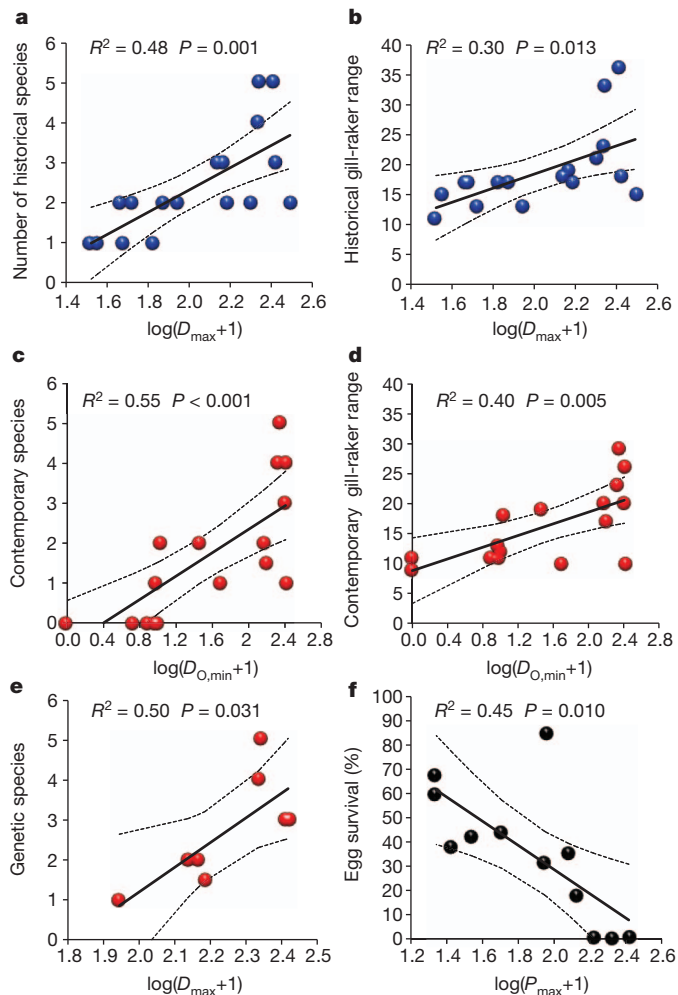 a
R² = 0.48 P = 0.001
Number of historical species
6
5
4
3
2
1
0
1.4 1.6 1.8 2.0 2.2 2.4 2.6
log(Dmax+1)
b
R² = 0.30 P = 0.013
Historical gill-raker range
40
35
30
25
20
15
10
5
0
1.4 1.6 1.8 2.0 2.2 2.4 2.6
log(Dmax+1)
c
R² = 0.55 P < 0.001
Contemporary species
6
5
4
3
2
1
0
0.0 0.4 0.8 1.2 1.6 2.0 2.4 2.8
log(DO,min+1)
d
R² = 0.40 P = 0.005
Contemporary gill-raker range
40
35
30
25
20
15
10
5
0
0.0 0.4 0.8 1.2 1.6 2.0 2.4 2.8
log(DO,min+1)
e
R² = 0.50 P = 0.031
Genetic species
6
5
4
3
2
1
0
1.8 1.9 2.0 2.1 2.2 2.3 2.4 2.5
log(Dmax+1)
f
R² = 0.45 P = 0.010
Egg survival (%)
100
90
80
70
60
50
40
30
20
10
0
1.2 1.4 1.6 1.8 2.0 2.2 2.4 2.6
log(Pmax+1)